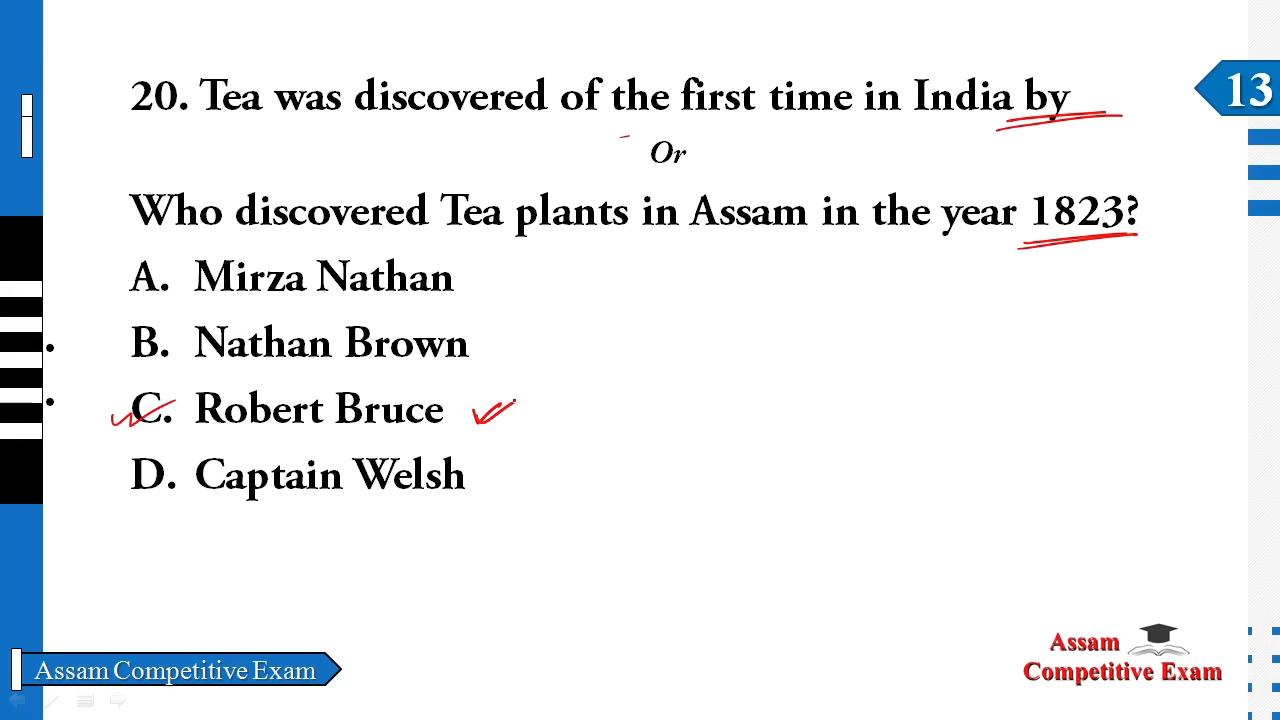 13
20. Tea was discovered of the first time in India by
Or
Who discovered Tea plants in Assam in the year 1823?
A. Mirza Nathan
B. Nathan Brown
C. Robert Bruce
D. Captain Welsh
Assam Competitive Exam
Assam
Competitive Exam